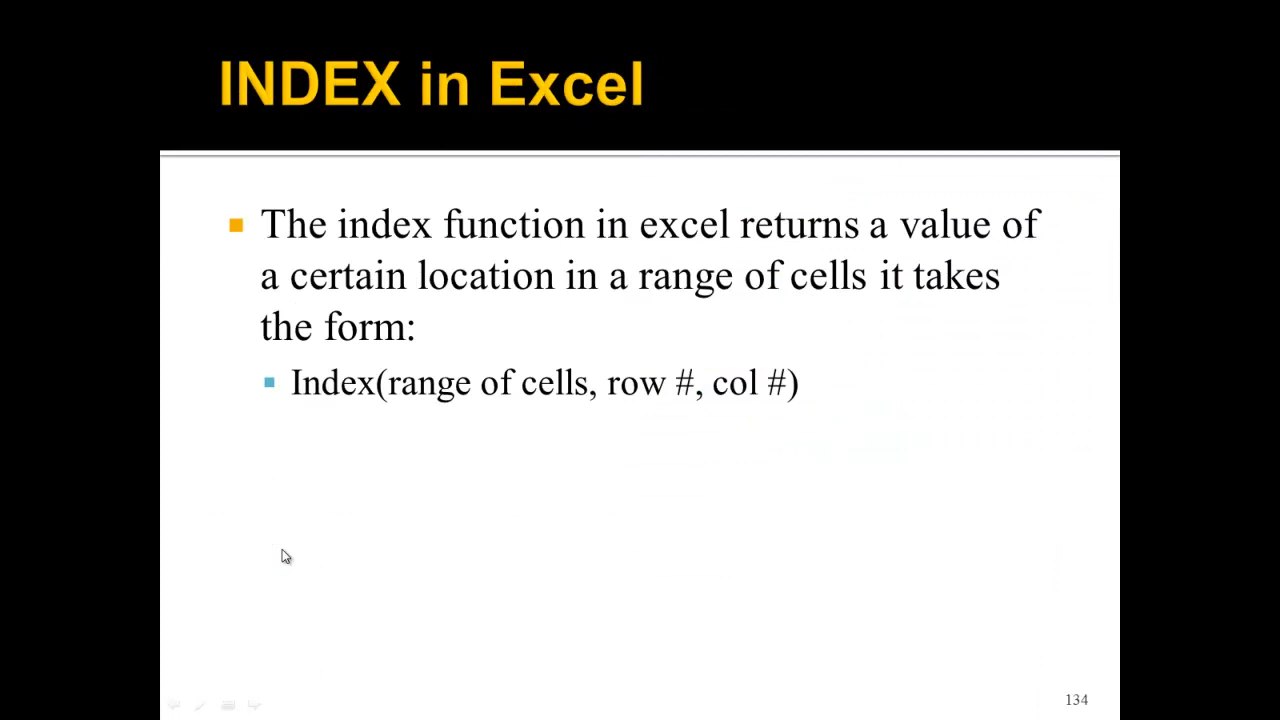 INDEX in Excel
The index function in excel returns a value of
a certain location in a range of cells it takes
the form:
Index(range of cells, row #, col #)
134